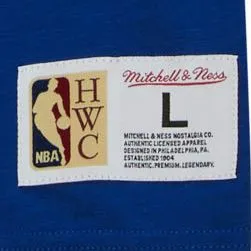 H
W
C
NBA
Mitchell & Ness
L
MITCHELL & NESS NOSTALGIA CO.
AUTHENTIC LICENSED APPAREL
DESIGNED IN PHILADELPHIA, PA.
ESTABLISHED 1904
AUTHENTIC.PREMIUM.LEGENDARY.